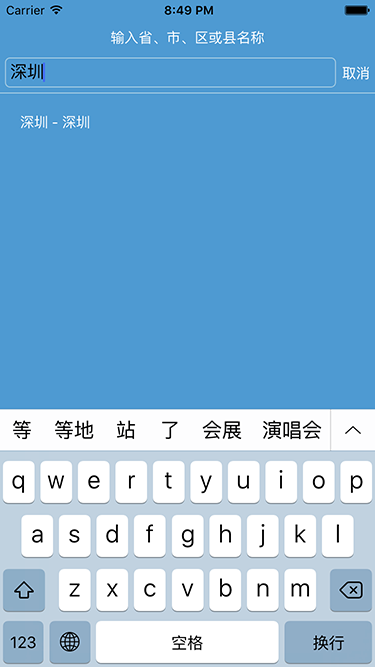 Carrier 8:49 PM
输入省、市、区或县名称
深圳 取消
深圳 - 深圳
等 等地 站 了 会展 演唱会
q w e r t y u i o p
a s d f g h j k l
z x c v b n m
123 空格 换行